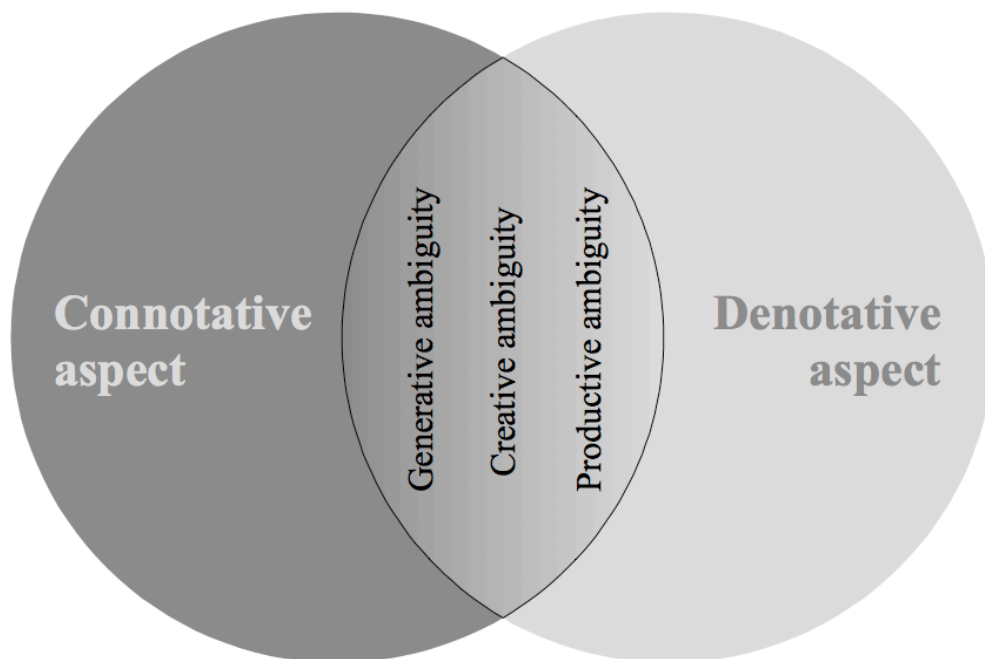 Connotative
aspect
Generative ambiguity
Creative ambiguity
Productive ambiguity
Denotative
aspect